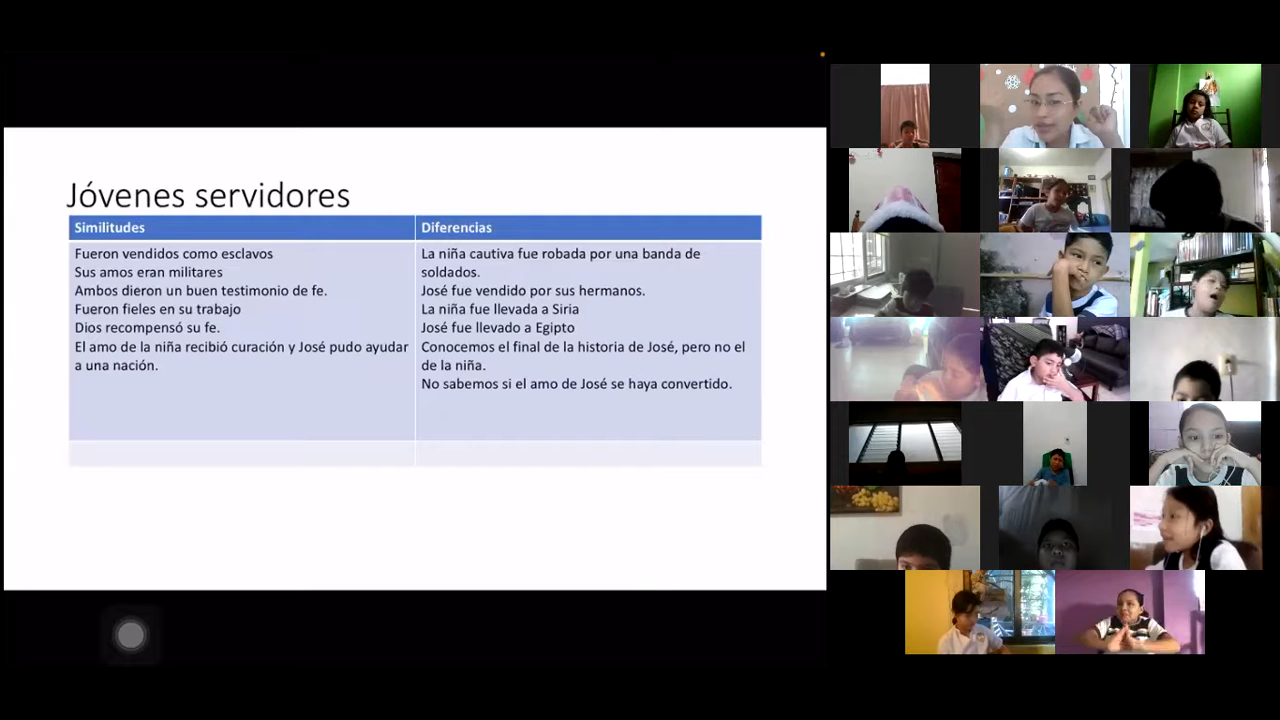 Jóvenes servidores
Similitudes
Fueron vendidos como esclavos
Sus amos eran militares
Ambos dieron un buen testimonio de fe.
Fueron fieles en su trabajo
Dios recompensó su fe.
El amo de la niña recibió curación y José pudo ayudar
a una nación.
Diferencias
La niña cautiva fue robada por una banda de
soldados.
José fue vendido por sus hermanos.
La niña fue llevada a Siria
José fue llevado a Egipto
Conocemos el final de la historia de José, pero no el
de la niña.
No sabemos si el amo de José se haya convertido.